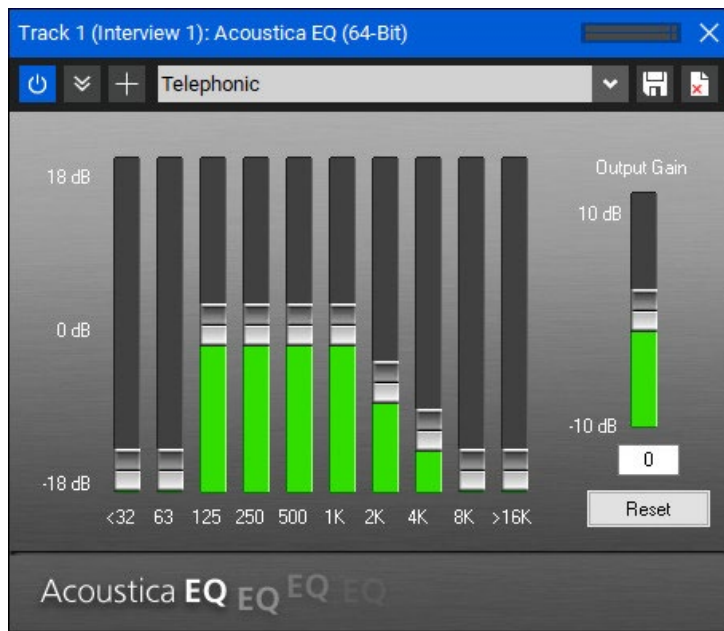 Track 1 (Interview 1): Acoustica EQ (64-Bit)
Telephonic
18 dB
0 dB
-18 dB
<32 63 125 250 500 1K 2K 4K 8K >16K
Output Gain
10 dB
-10 dB
0
Reset
Acoustica EQ EQ EQ EQ